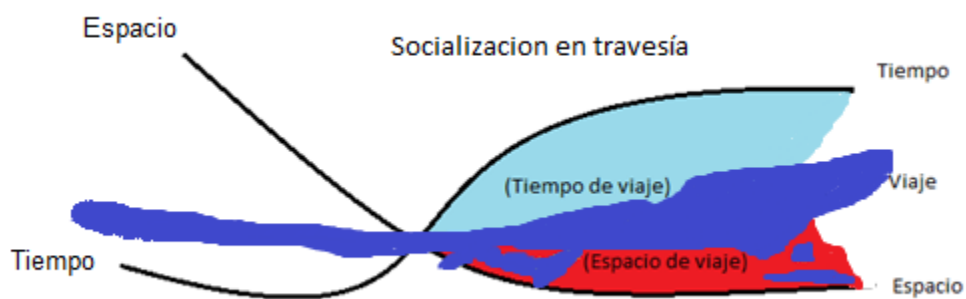 Espacio
Socializacion en travesía
Tiempo
(Tiempo de viaje)
Viaje
Tiempo
(Espacio de viaje)
Espacio